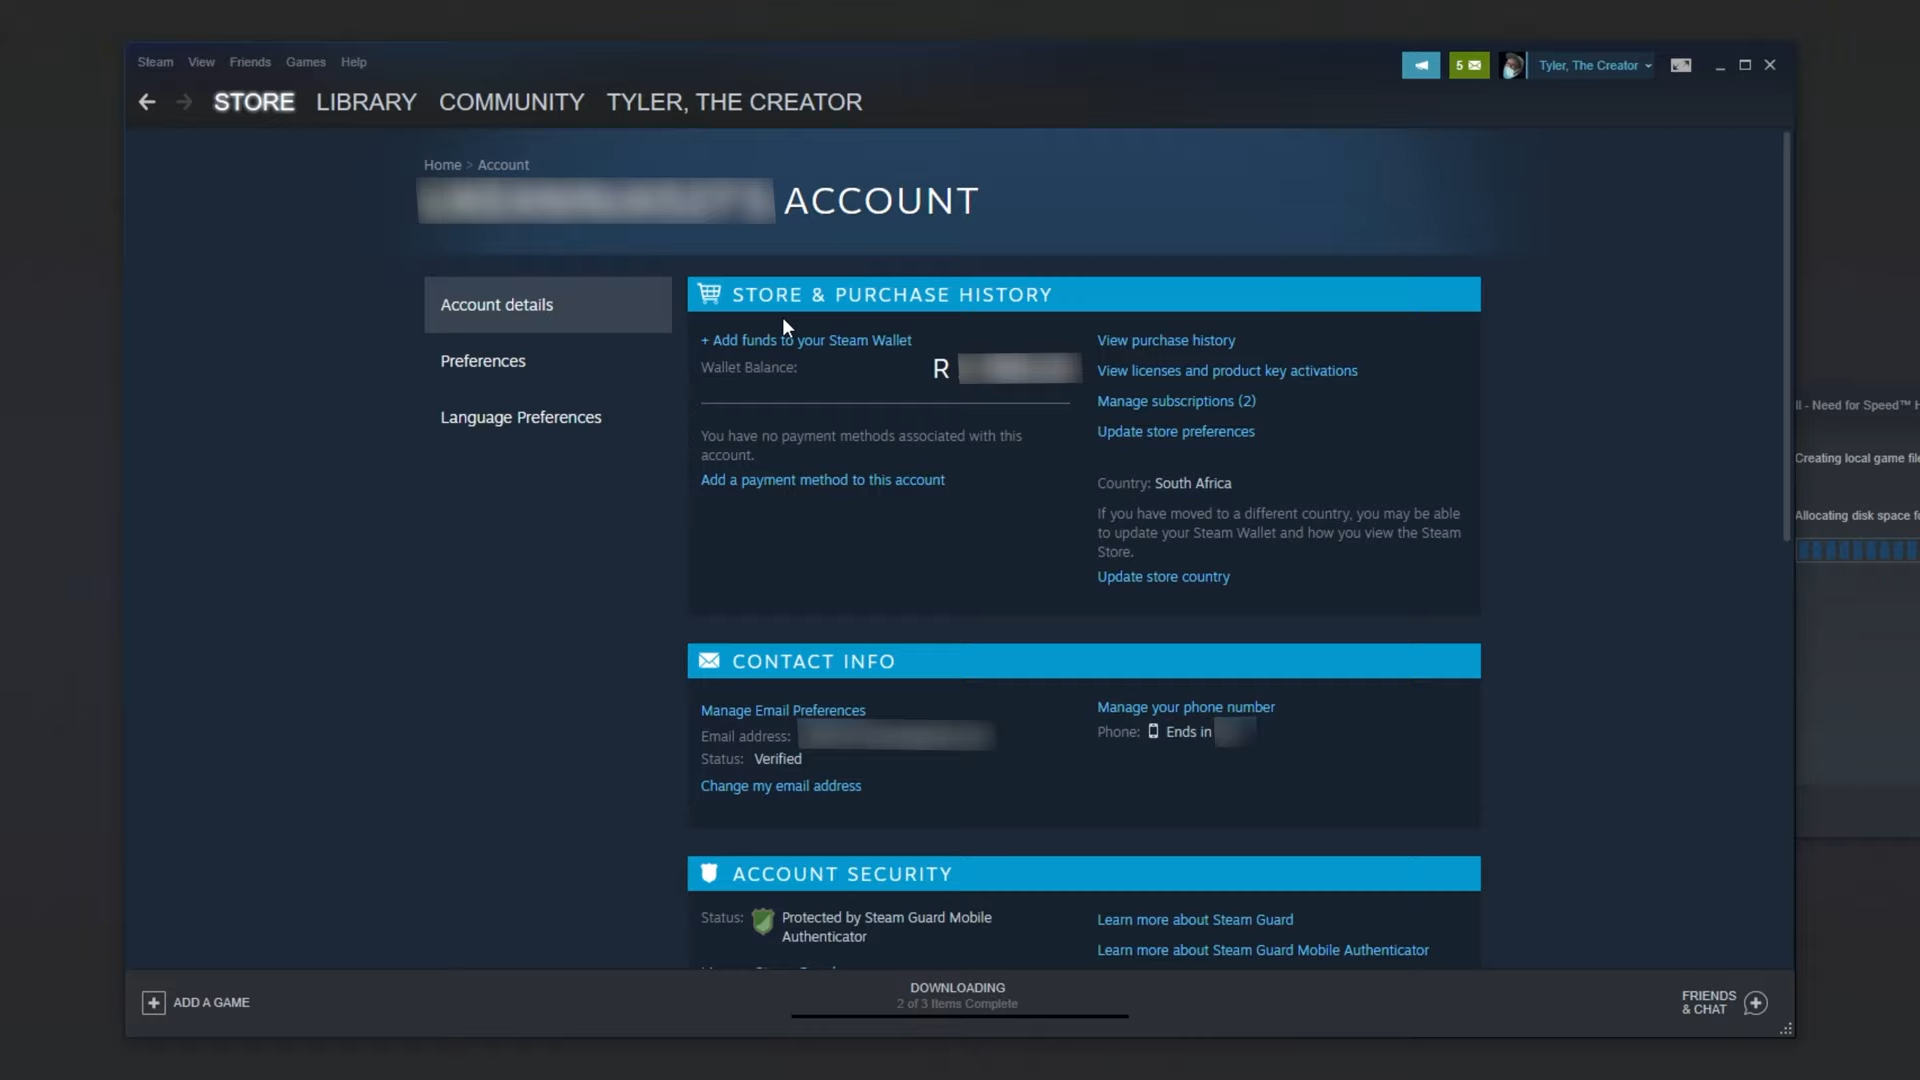 Steam View Friends Games Help
5
Tyler, The Creator
STORE LIBRARY COMMUNITY TYLER, THE CREATOR
Home > Account
ACCOUNT
Account details
Preferences
Language Preferences
STORE & PURCHASE HISTORY
+ Add funds to your Steam Wallet
Wallet Balance:
R
You have no payment methods associated with this
account.
Add a payment method to this account
View purchase history
View licenses and product key activations
Manage subscriptions (2)
Update store preferences
Country: South Africa
If you have moved to a different country, you may be able
to update your Steam Wallet and how you view the Steam
Store.
Update store country
CONTACT INFO
Manage Email Preferences
Email address:
Status: Verified
Change my email address
Manage your phone number
Phone: Ends in
ACCOUNT SECURITY
Status: Protected by Steam Guard Mobile
Authenticator
Learn more about Steam Guard
Learn more about Steam Guard Mobile Authenticator
ll - Need for Speed™
Creating local game
Allocating disk space
ADD A GAME
DOWNLOADING
2 of 3 Items Complete
FRIENDS
& CHAT